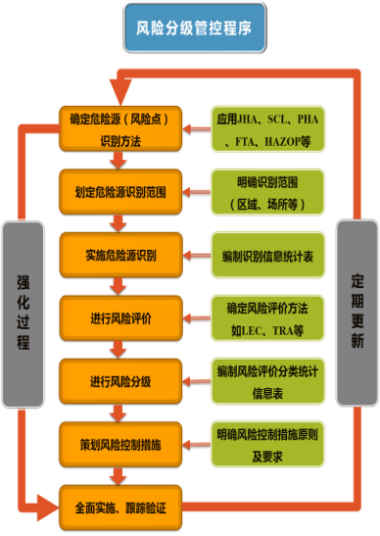 风险分级管控程序
确定危险源（风险点）
识别方法
应用JHA、SCL、PHA
、FTA、HAZOP等
划定危险源识别范围
明确识别范围
（区域、场所等）
实施危险源识别
编制识别信息统计表
进行风险评价
确定风险评价方法
如LEC、TRA等
进行风险分级
编制风险评价分类统计
信息表
策划风险控制措施
明确风险控制措施原则
及要求
全面实施、跟踪验证
强化过程
定期更新